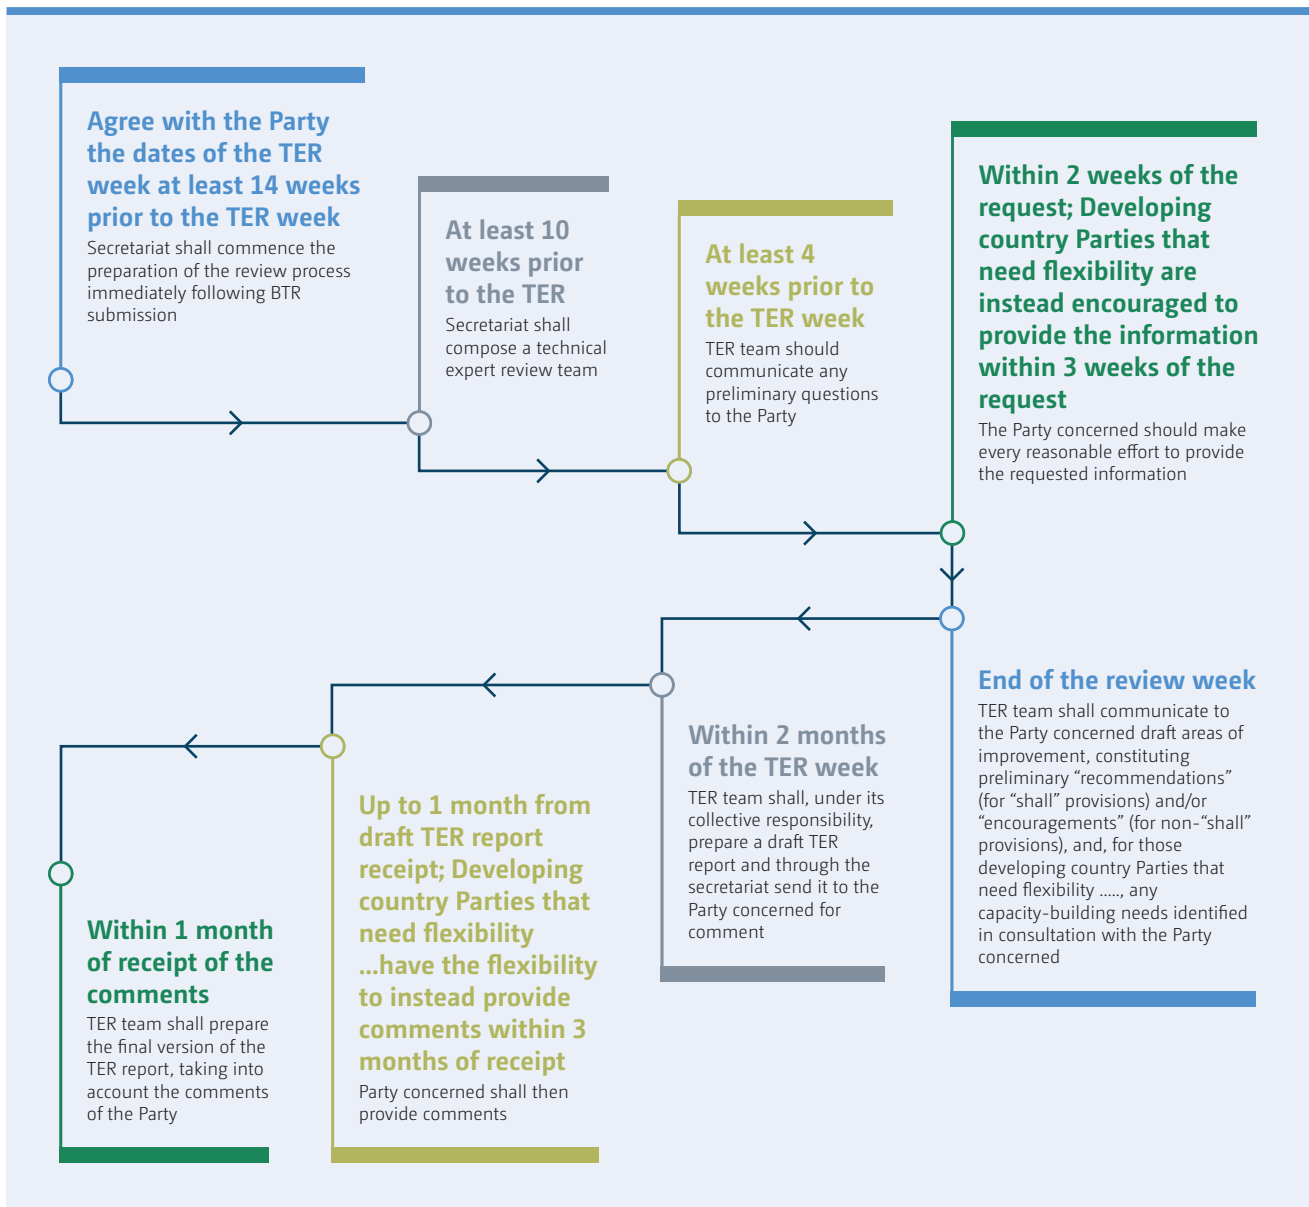 Agree with the Party
the dates of the TER
week at least 14 weeks
prior to the TER week
Secretariat shall commence the
preparation of the review process
immediately following BTR
submission
At least 10
weeks prior
to the TER
Secretariat shall
compose a technical
expert review team
At least 4
weeks prior to
the TER week
TER team should
communicate any
preliminary questions
to the Party
Within 2 weeks of the
request; Developing
country Parties that
need flexibility are
instead encouraged to
provide the information
within 3 weeks of the
request
The Party concerned should make
every reasonable effort to provide
the requested information
End of the review week
TER team shall communicate to
the Party concerned draft areas of
improvement, constituting
preliminary “recommendations”
(for “shall” provisions) and/or
“encouragements” (for non-“shall”
provisions), and, for those
developing country Parties that
need flexibility ....., any
capacity-building needs identified
in consultation with the Party
concerned
Within 2 months
of the TER week
TER team shall, under its
collective responsibility,
prepare a draft TER
report and through the
secretariat send it to the
Party concerned for
comment
Up to 1 month from
draft TER report
receipt; Developing
country Parties that
need flexibility
...have the flexibility
to instead provide
comments within 3
months of receipt
Party concerned shall then
provide comments
Within 1 month
of receipt of the
comments
TER team shall prepare
the final version of the
TER report, taking into
account the comments
of the Party